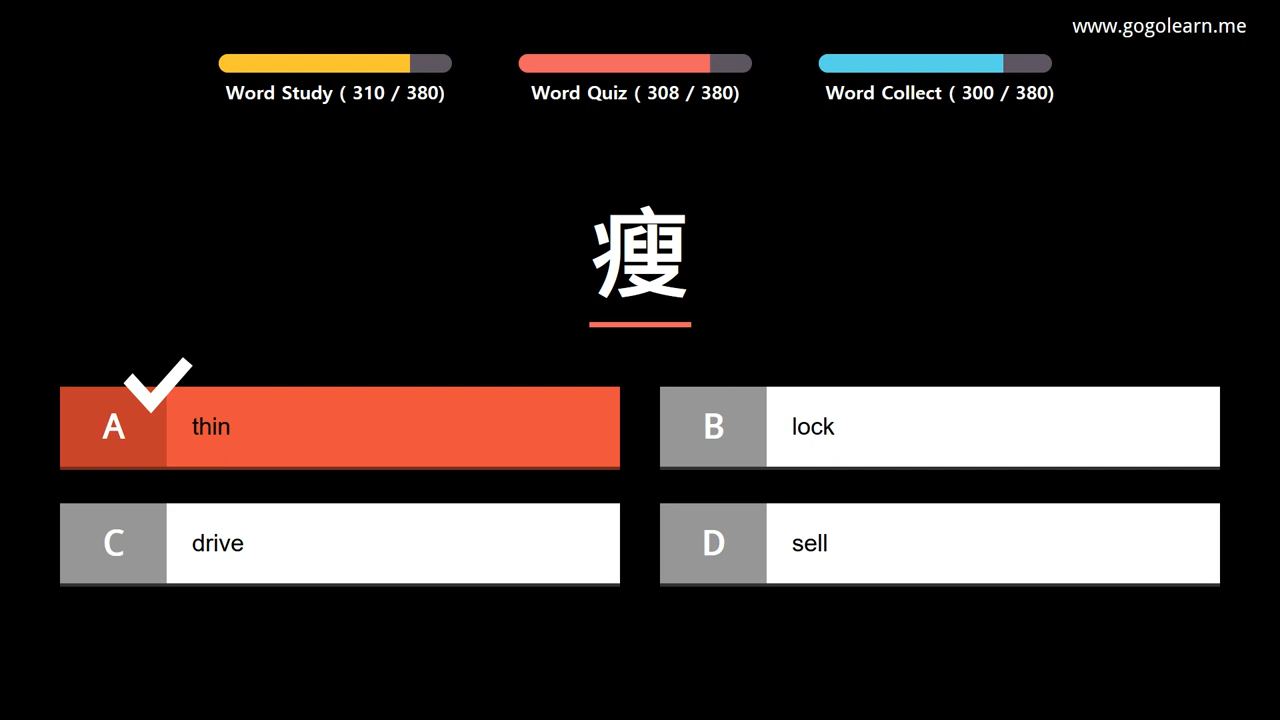 www.gogolearn.me
Word Study ( 310 / 380)
Word Quiz ( 308 / 380)
Word Collect ( 300 / 380)
瘦
A thin
B lock
C drive
D sell